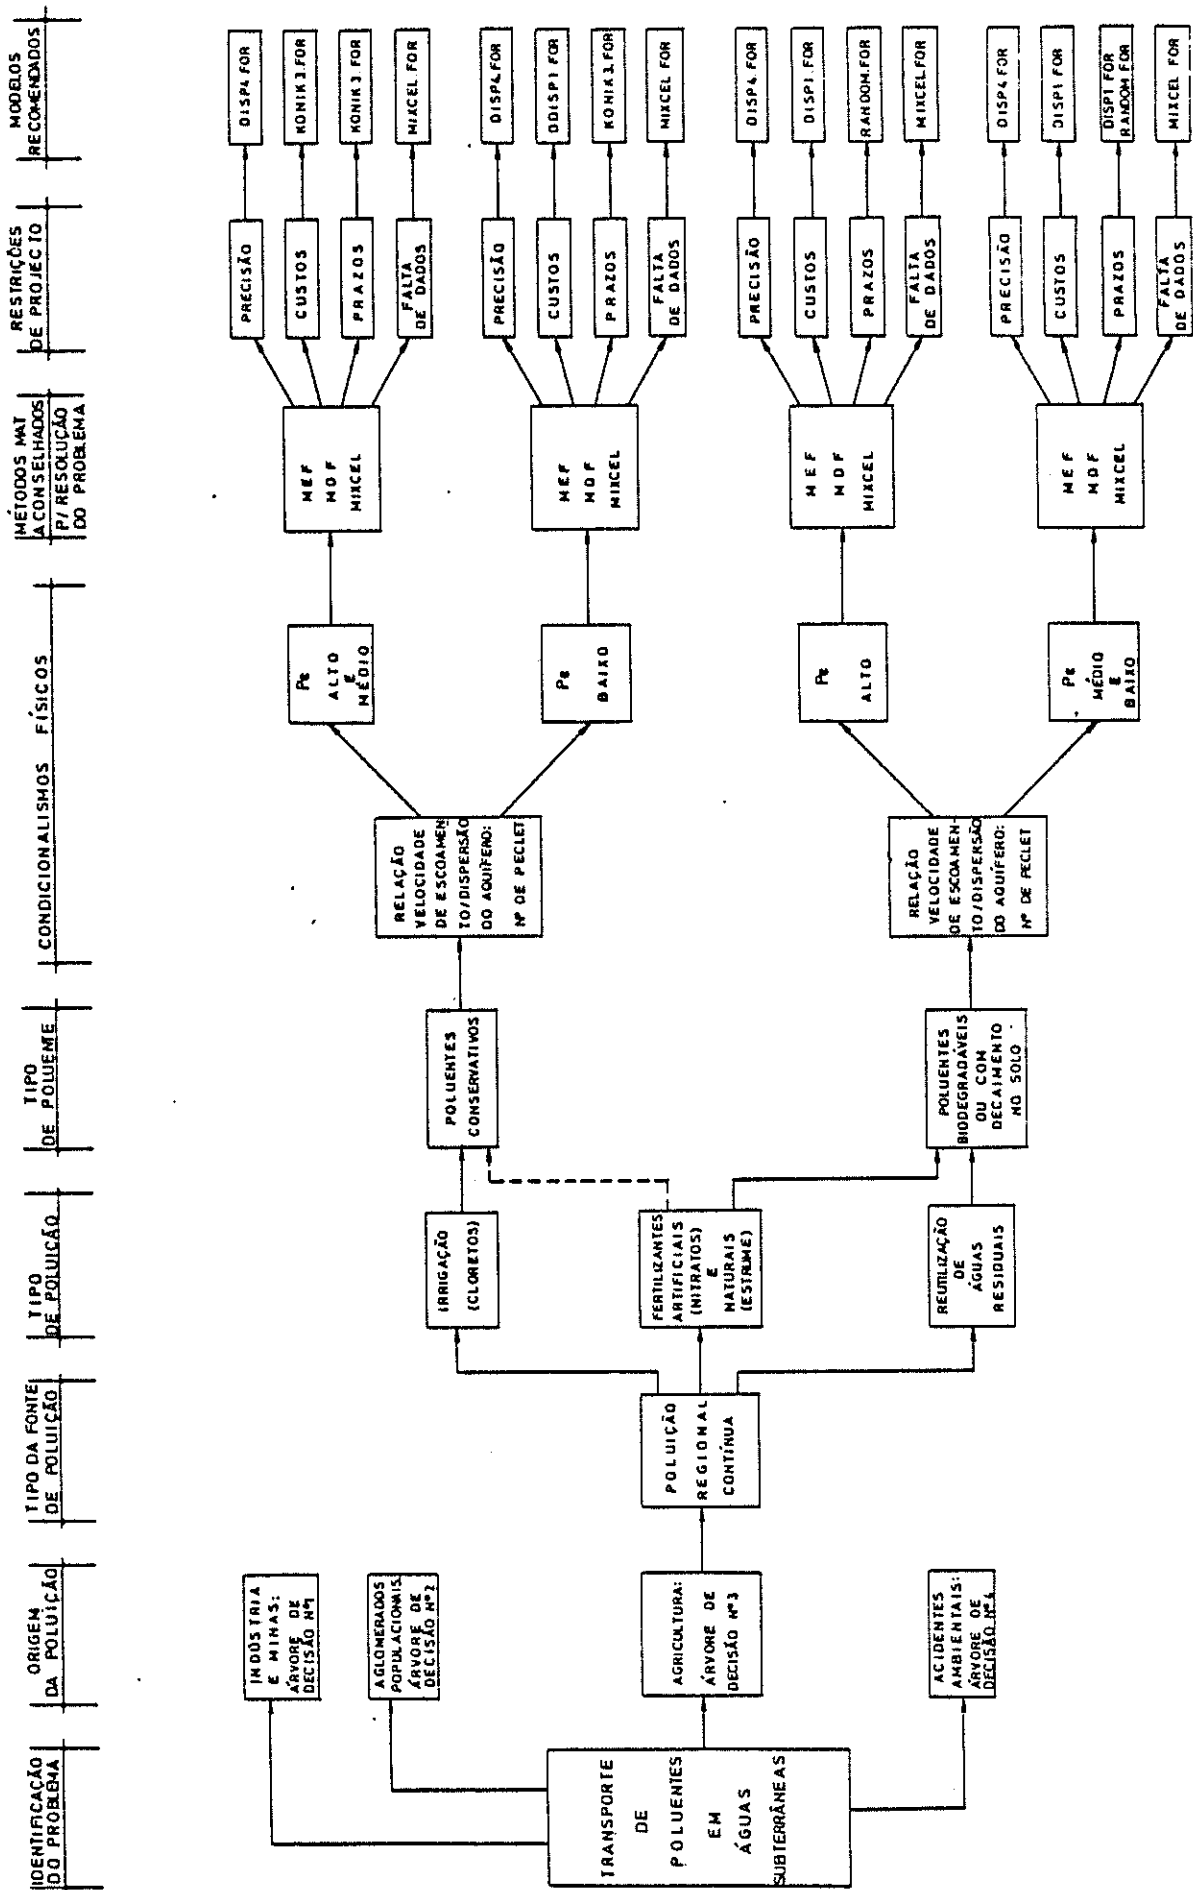 IDENTIFICAÇÃO
DO PROBLEMA
ORIGEM
DA POLUIÇÃO
TIPO DA FONTE
DE POLUIÇÃO
TIPO
DE POLUIÇÃO
TIPO
DE POLUEMTE
CONDICIONALISMOS FÍSICOS
MÉTODOS MAT
ACONSELHADOS
P/ RESOLUÇÃO
DO PROBLEMA
RESTRIÇÕES
DE PROJECTO
MODELOS
RECOMENDADOS
TRANSPORTE
DE
POLUENTES
EM
ÁGUAS
SUBTERRÂNEAS
INDÚSTRIA
E MINAS:
ÁRVORE DE
DECISÃO Nº1
AGLOMERADOS
POPULACIONAIS:
ÁRVORE DE
DECISÃO Nº2
AGRICULTURA:
ÁRVORE DE
DECISÃO Nº3
ACIDENTES
AMBIENTAIS:
ÁRVORE DE
DECISÃO Nº4
POLUIÇÃO
REGIONAL
CONTÍNUA
IRRIGAÇÃO
(CLORETOS)
FERTILIZANTES
ARTIFICIAIS
(NITRATOS)
E
NATURAIS
(ESTRUME)
REUTILIZAÇÃO
DE
ÁGUAS
RESIDUAIS
POLUENTES
CONSERVATIVOS
POLUENTES
BIODEGRADÁVEIS
OU COM
DECAIMENTO
NO SOLO
RELAÇÃO
VELOCIDADE
DE ESCOAMEN
TO/DISPERSÃO
DO AQUÍFERO:
Nº DE PECLET
RELAÇÃO
VELOCIDADE
DE ESCOAMEN-
TO/DISPERSÃO
DO AQUÍFERO:
Nº DE PECLET
Pe
ALTO
E
MÉDIO
Pe
BAIXO
Pe
ALTO
Pe
MÉDIO
E
BAIXO
MEF
MDF
MIXCEL
MEF
MDF
MIXCEL
MEF
MDF
MIXCEL
MEF
MDF
MIXCEL
PRECISÃO
CUSTOS
PRAZOS
FALTA
DE DADOS
PRECISÃO
CUSTOS
PRAZOS
FALTA
DE DADOS
PRECISÃO
CUSTOS
PRAZOS
FALTA
DE DADOS
PRECISÃO
CUSTOS
PRAZOS
FALTA
DE DADOS
DISP4.FOR
KONIK3.FOR
KONIK3.FOR
MIXCEL.FOR
DISP4.FOR
DDISP1 FOR
KONIK3.FOR
MIXCEL FOR
DISP4.FOR
DISP1.FOR
RANDOM.FOR
MIXCEL FOR
DISP4 FOR
DISP1 FOR
DISP1 FOR
RANDOM FOR
MIXCEL FOR